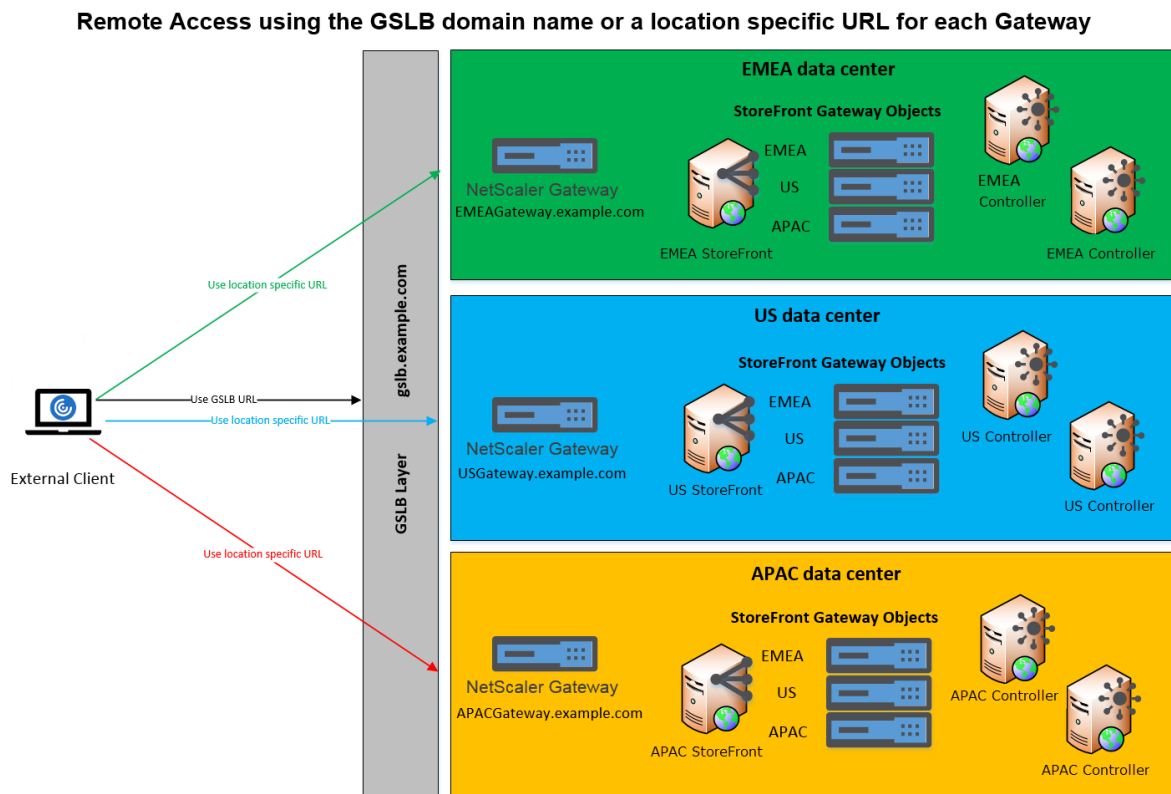 Remote Access using the GSLB domain name or a location specific URL for each Gateway
EMEA data center
StoreFront Gateway Objects
EMEA
US
APAC
NetScaler Gateway
EMEAGateway.example.com
EMEA StoreFront
EMEA
Controller
EMEA Controller
Use location specific URL
gslb.example.com
GSLB Layer
Use GSLB URL
Use location specific URL
External Client
Use location specific URL
US data center
StoreFront Gateway Objects
EMEA
US
APAC
NetScaler Gateway
USGateway.example.com
US StoreFront
US Controller
US Controller
APAC data center
StoreFront Gateway Objects
EMEA
US
APAC
NetScaler Gateway
APACGateway.example.com
APAC StoreFront
APAC Controller
APAC Controller